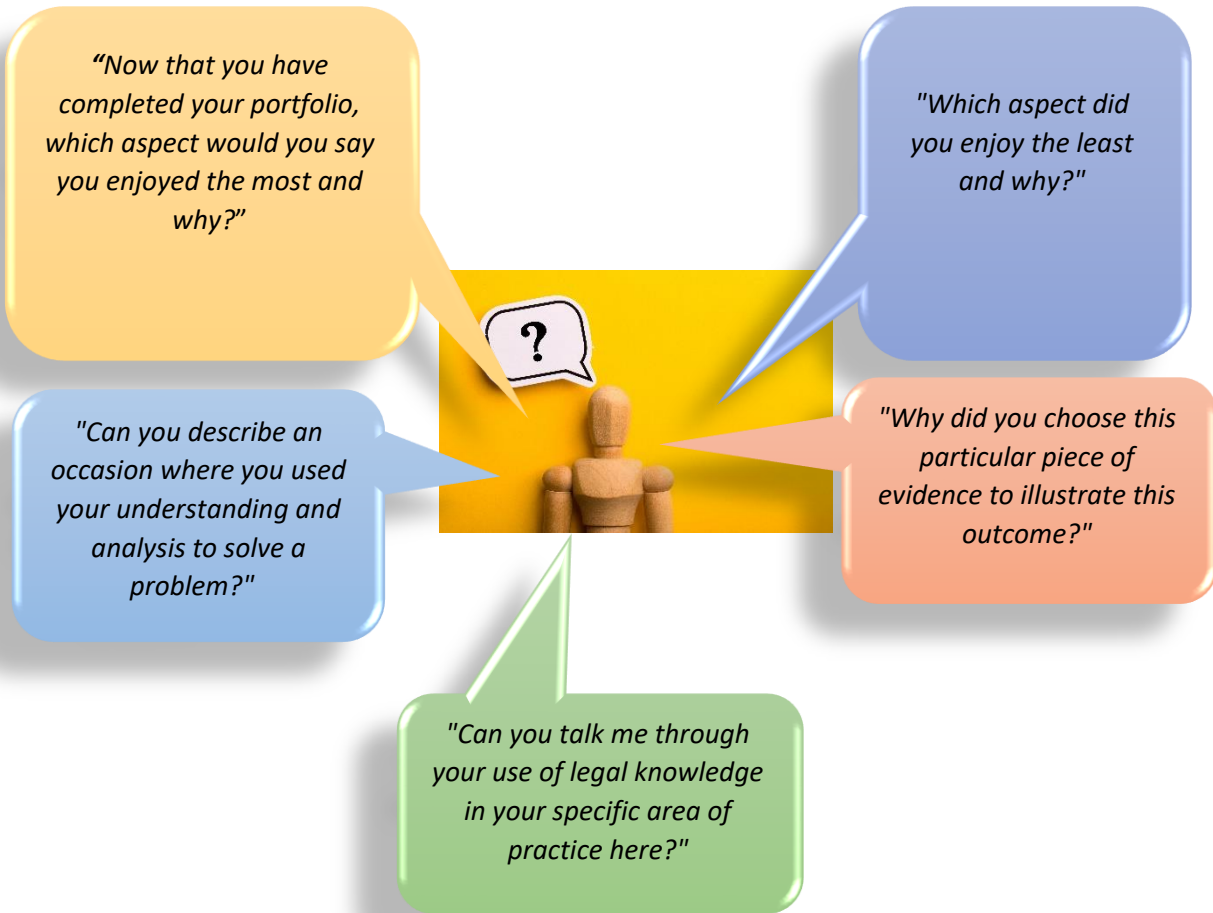 “Now that you have
completed your portfolio,
which aspect would you say
you enjoyed the most and
why?”
"Which aspect did
you enjoy the least
and why?"
?
"Can you describe an
occasion where you used
your understanding and
analysis to solve a
problem?"
"Why did you choose this
particular piece of
evidence to illustrate this
outcome?"
"Can you talk me through
your use of legal knowledge
in your specific area of
practice here?"